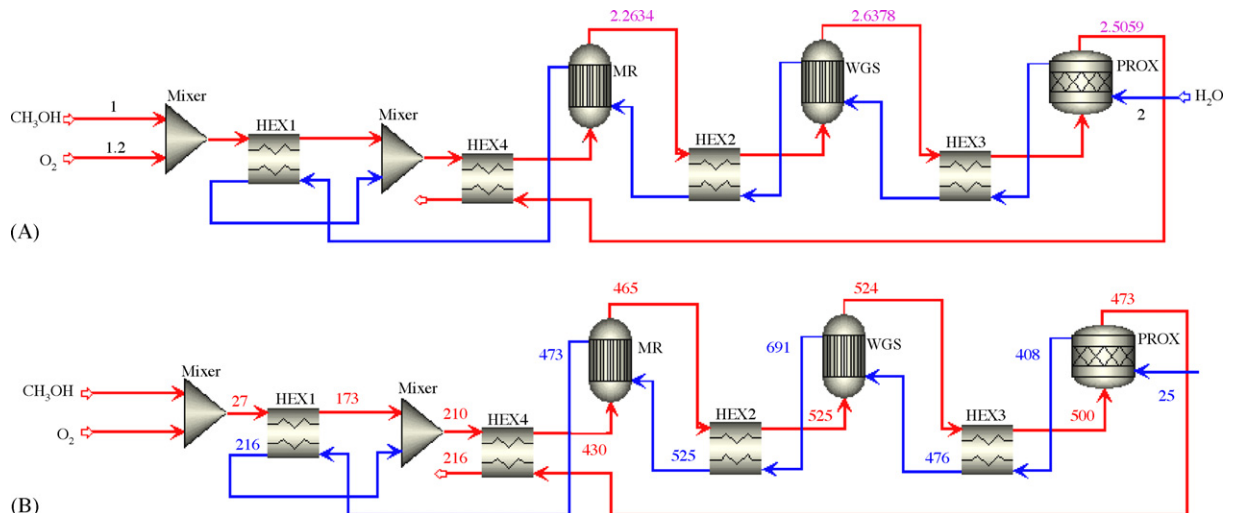 2.2634
2.6378
2.5059
MR
WGS
PROX
Mixer
CH₃OH
1
H₂O
2
Mixer
HEX1
HEX4
HEX2
HEX3
O₂
1.2
(A)
465
524
473
MR
473
WGS
691
PROX
408
Mixer
CH₃OH
25
Mixer
HEX1
27
173
210
HEX4
HEX2
525
HEX3
500
O₂
216
216
430
525
476
(B)